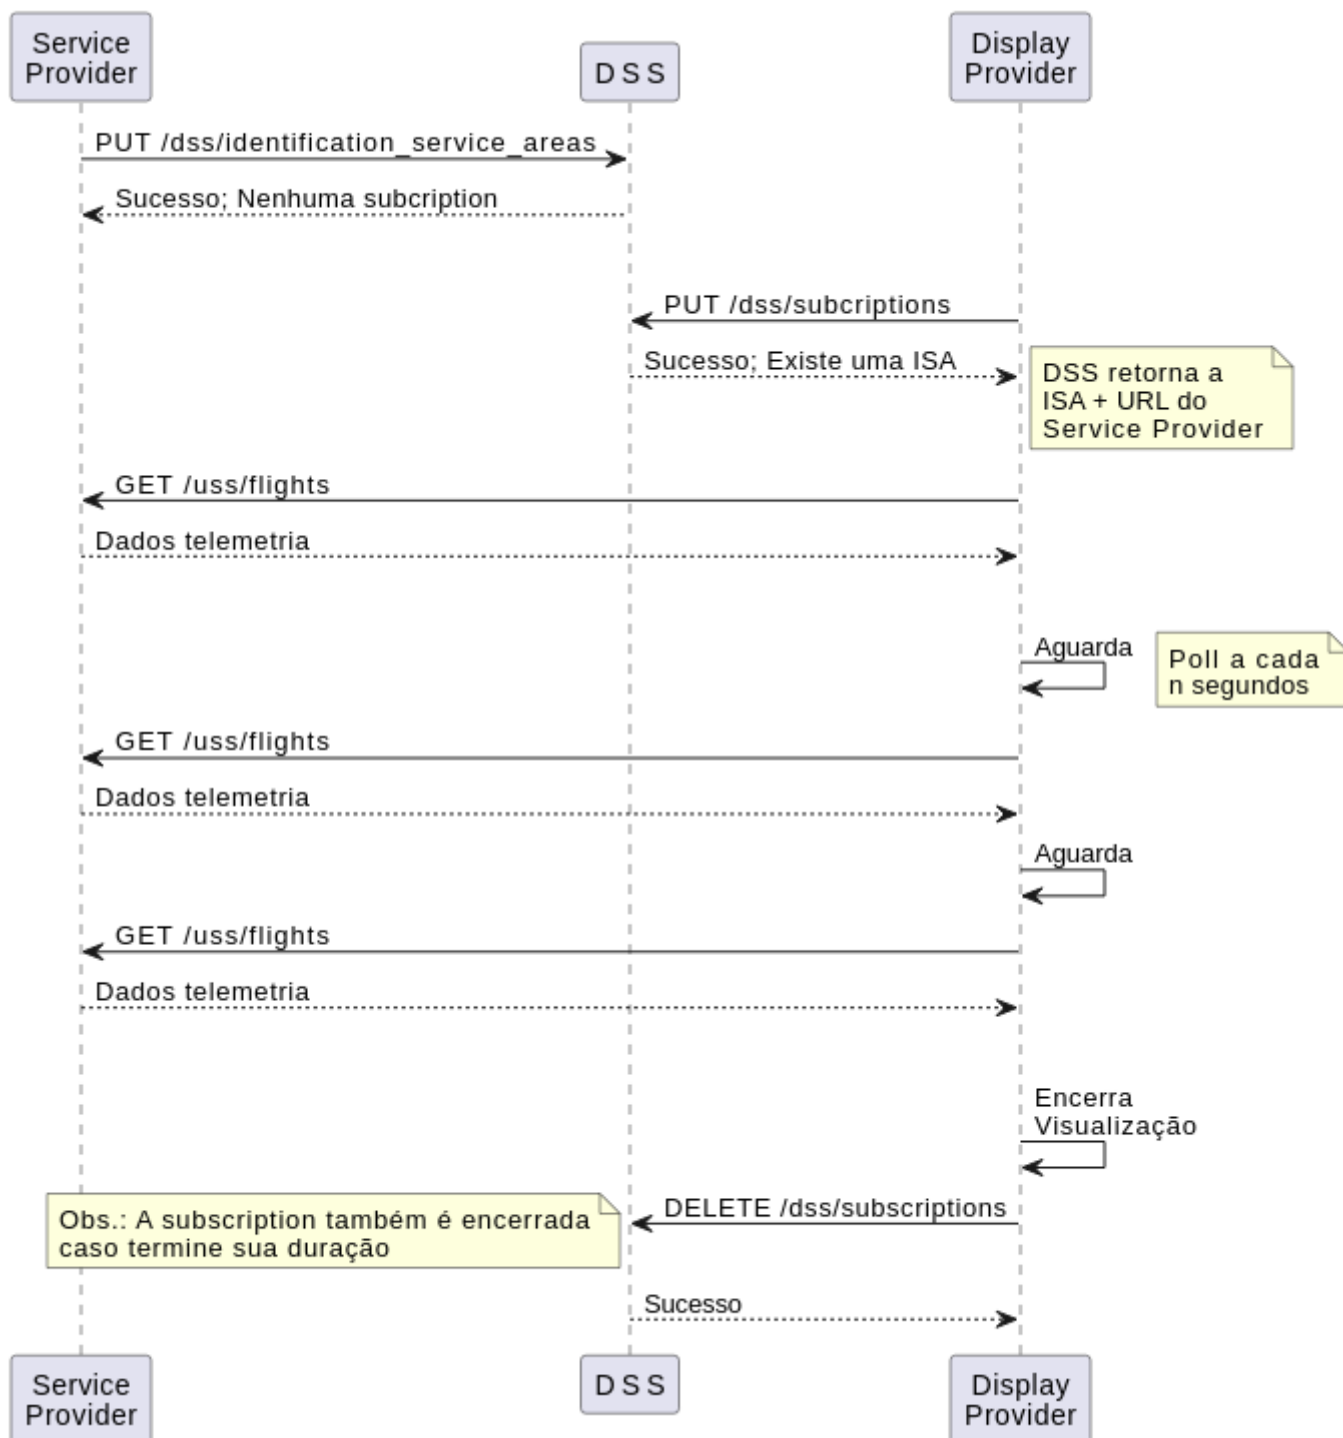 Service
Provider
DSS
Display
Provider
PUT /dss/identification_service_areas
Sucesso; Nenhuma subcription
PUT /dss/subcriptions
Sucesso; Existe uma ISA
DSS retorna a
ISA + URL do
Service Provider
GET /uss/flights
Dados telemetria
Aguarda
Poll a cada
n segundos
GET /uss/flights
Dados telemetria
Aguarda
GET /uss/flights
Dados telemetria
Encerra
Visualização
DELETE /dss/subscriptions
Obs.: A subscription também é encerrada
caso termine sua duração
Sucesso
Service
Provider
DSS
Display
Provider